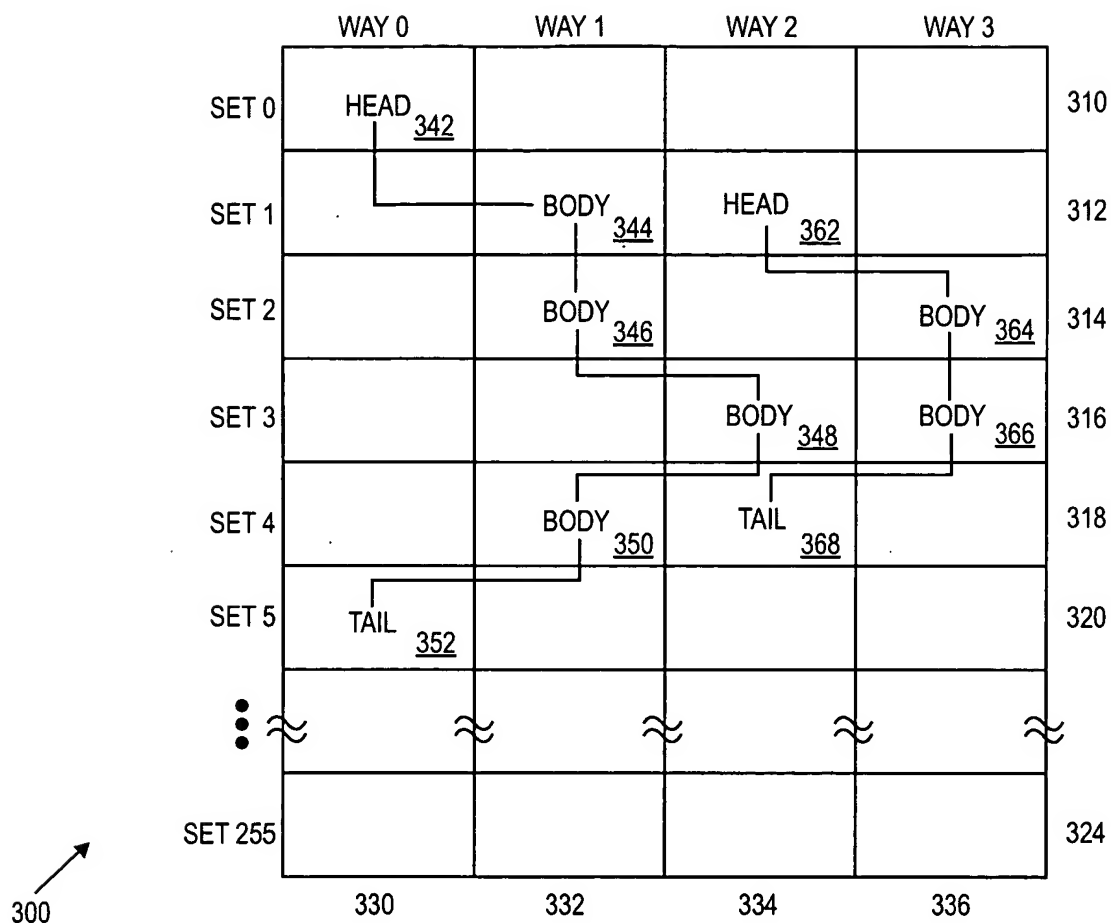 WAY 0 WAY 1 WAY 2 WAY 3
SET 0 HEAD 342 310
SET 1 BODY 344 HEAD 362 312
SET 2 BODY 346 BODY 364 314
SET 3 BODY 348 BODY 366 316
SET 4 BODY 350 TAIL 368 318
SET 5 TAIL 352 320
SET 255 324
300 330 332 334 336